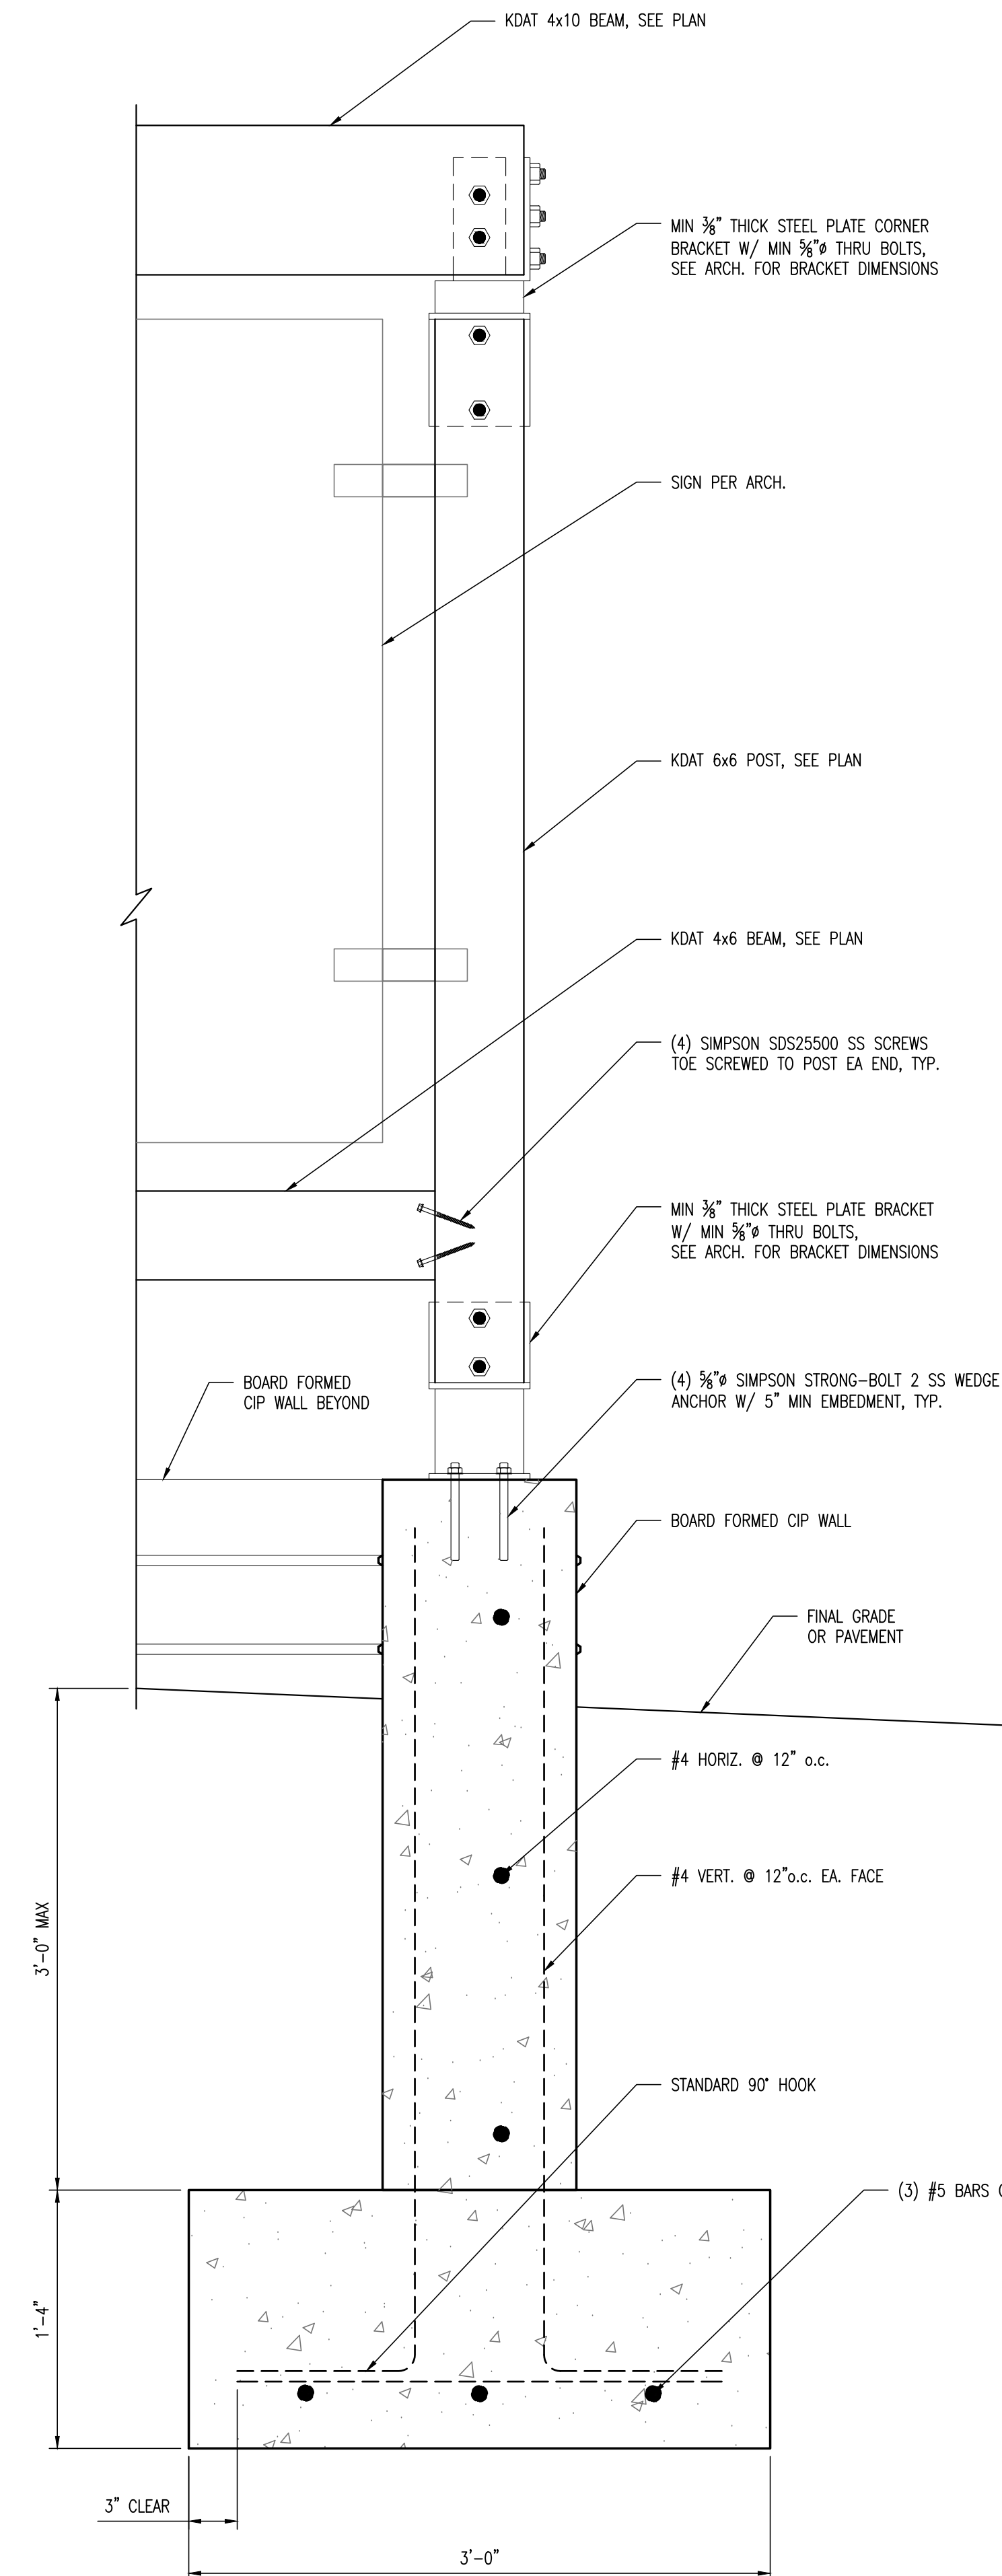 KDAT 4x10 BEAM, SEE PLAN
MIN ⅜" THICK STEEL PLATE CORNER
BRACKET W/ MIN ⅝"ø THRU BOLTS,
SEE ARCH. FOR BRACKET DIMENSIONS
SIGN PER ARCH.
KDAT 6x6 POST, SEE PLAN
KDAT 4x6 BEAM, SEE PLAN
(4) SIMPSON SDS25500 SS SCREWS
TOE SCREWED TO POST EA END, TYP.
MIN ⅜" THICK STEEL PLATE BRACKET
W/ MIN ⅝"ø THRU BOLTS,
SEE ARCH. FOR BRACKET DIMENSIONS
BOARD FORMED
CIP WALL BEYOND
(4) ⅝"ø SIMPSON STRONG-BOLT 2 SS WEDGE
ANCHOR W/ 5" MIN EMBEDMENT, TYP.
BOARD FORMED CIP WALL
FINAL GRADE
OR PAVEMENT
#4 HORIZ. @ 12" o.c.
#4 VERT. @ 12"o.c. EA. FACE
3'-0" MAX
STANDARD 90° HOOK
(3) #5 BARS
1'-4"
3" CLEAR
3'-0"